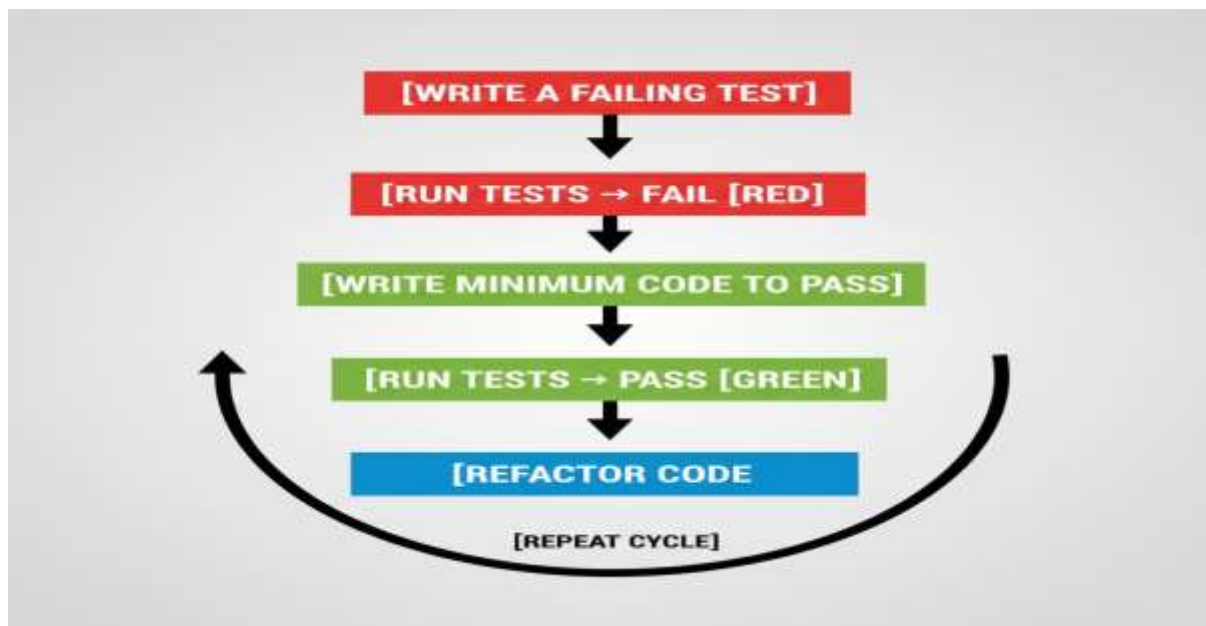 [WRITE A FAILING TEST]
[RUN TESTS → FAIL [RED]
[WRITE MINIMUM CODE TO PASS]
[RUN TESTS → PASS [GREEN]
[REFACTOR CODE
[REPEAT CYCLE]